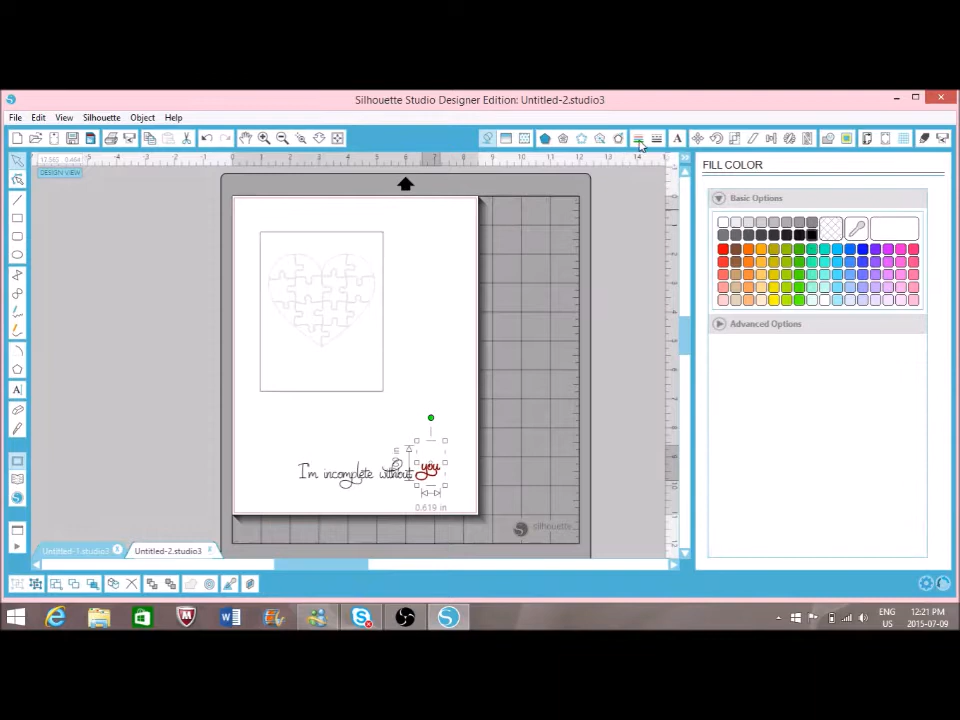 Silhouette Studio Designer Edition: Untitled-2.studio3
File Edit View Silhouette Object Panels Help
FILL COLOR
DESIGN VIEW
Basic Options
Advanced Options
I'm incomplete without you
0.619 in
silhouette
Untitled-1.studio3 Untitled-2.studio3
ENG 12:21 PM
US 2015-07-09